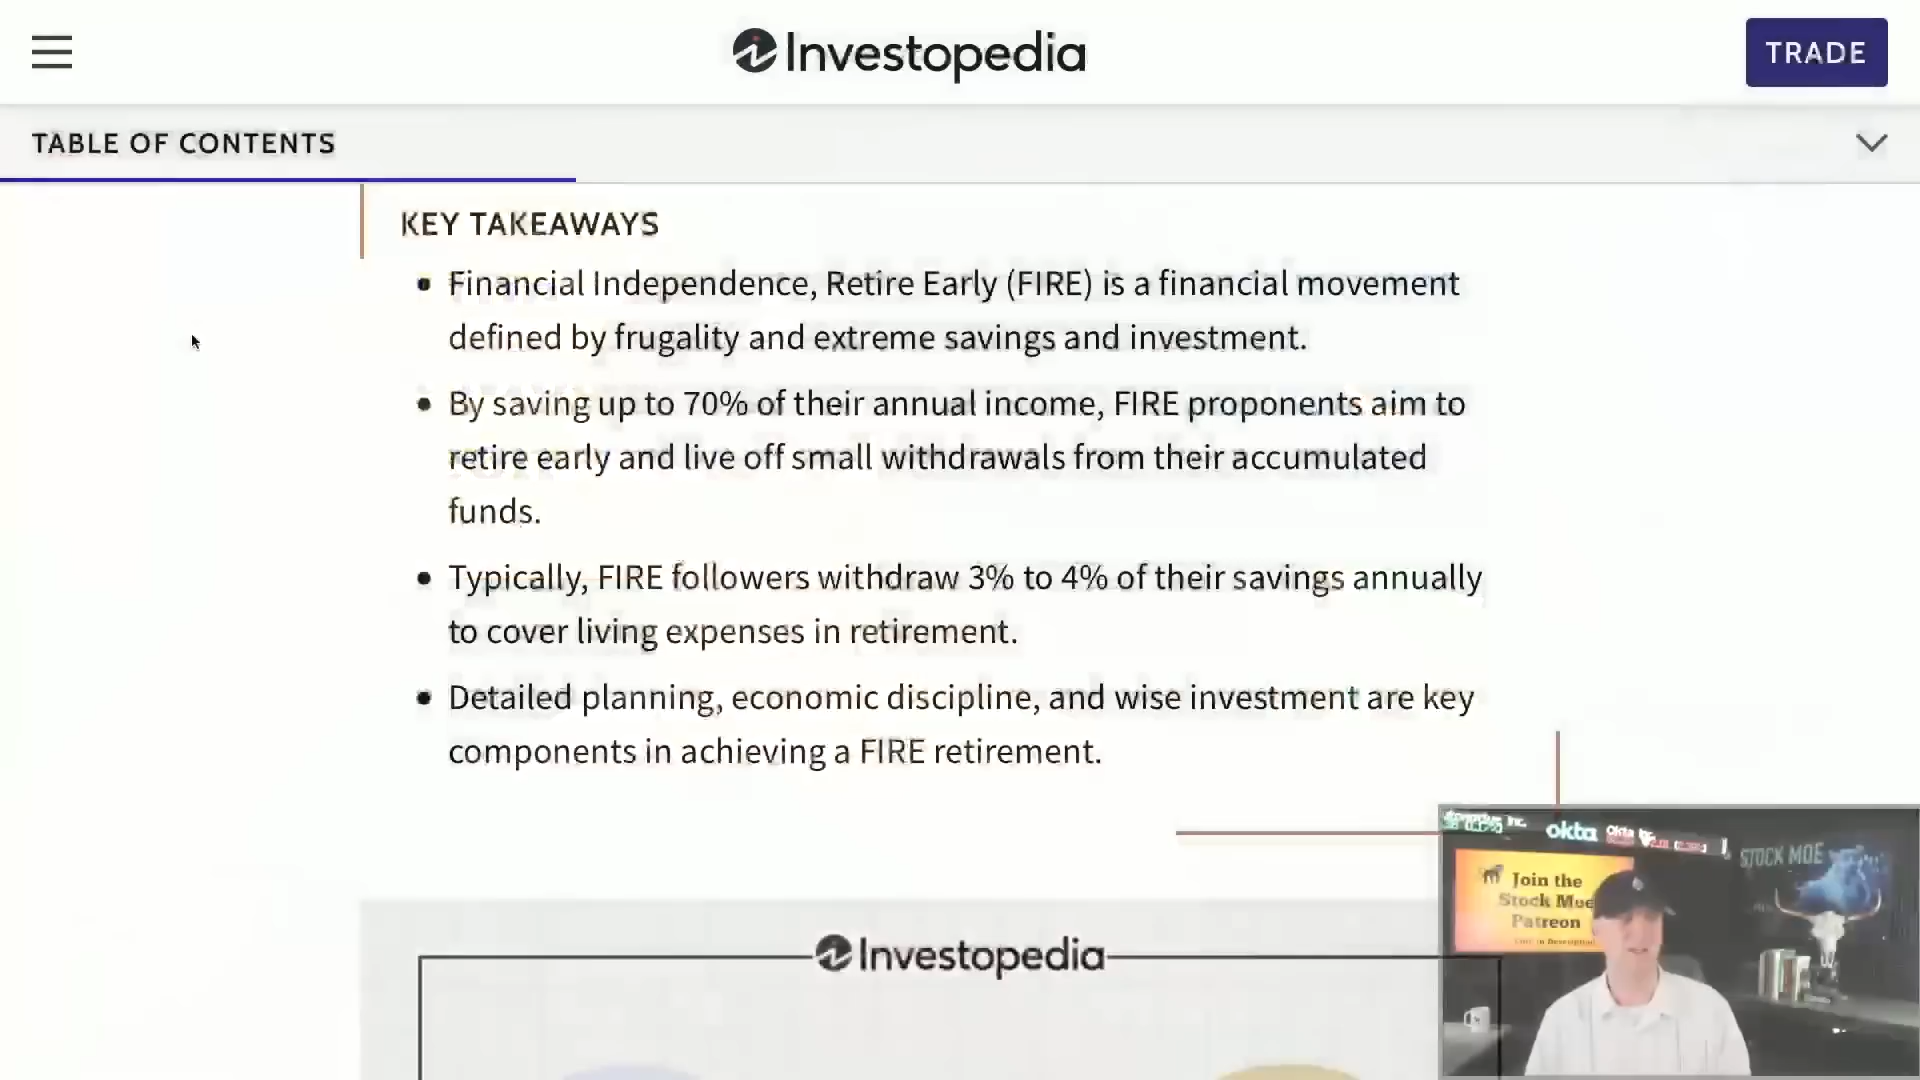 Investopedia
TRADE
TABLE OF CONTENTS
KEY TAKEAWAYS
Financial Independence, Retire Early (FIRE) is a financial movement
defined by frugality and extreme savings and investment.
By saving up to 70% of their annual income, FIRE proponents aim to
retire early and live off small withdrawals from their accumulated
funds.
Typically, FIRE followers withdraw 3% to 4% of their savings annually
to cover living expenses in retirement.
Detailed planning, economic discipline, and wise investment are key
components in achieving a FIRE retirement.
Investopedia
okta Okta Inc.
STOCK MOE
Join the
Stock Moe
Patreon